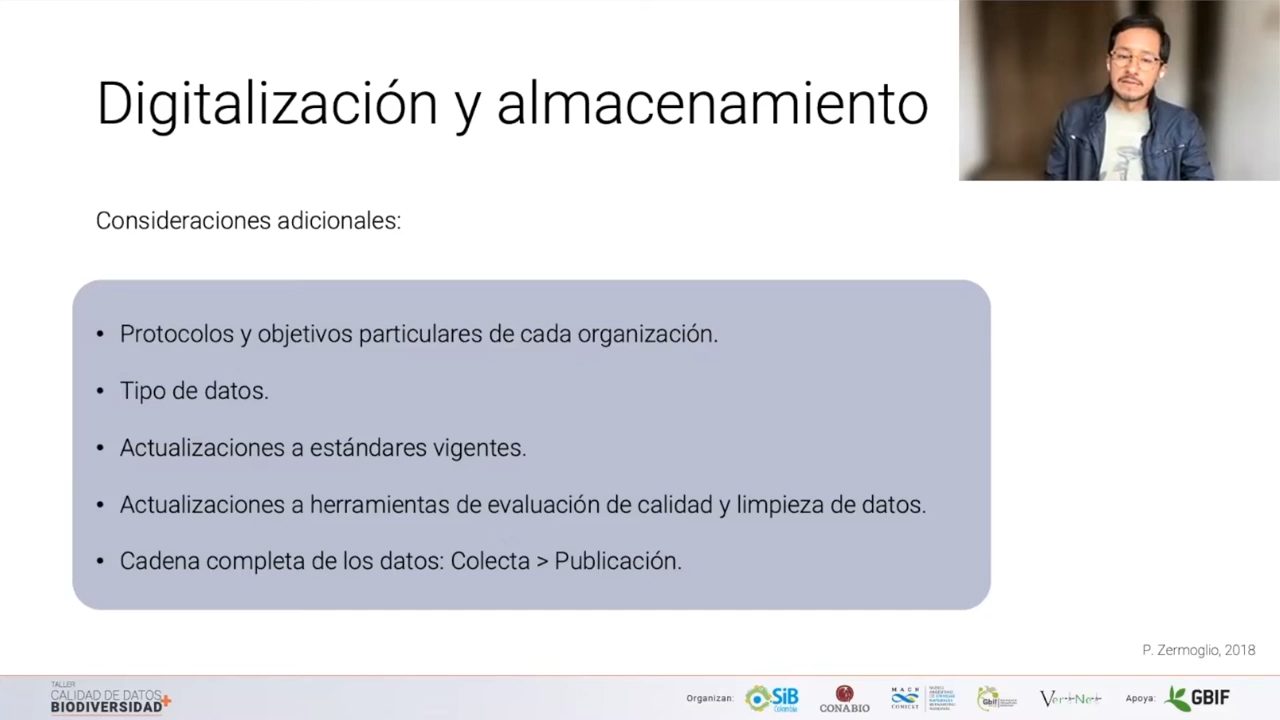 Digitalización y almacenamiento
Consideraciones adicionales:
• Protocolos y objetivos particulares de cada organización.
• Tipo de datos.
• Actualizaciones a estándares vigentes.
• Actualizaciones a herramientas de evaluación de calidad y limpieza de datos.
• Cadena completa de los datos: Colecta > Publicación.
P. Zermoglio, 2018
TALLER
CALIDAD DE DATOS
BIODIVERSIDAD+
Organizan:
SiB
Colombia
CONABIO
MACN
CONICET
Gbif
VertNet
Apoya:
GBIF